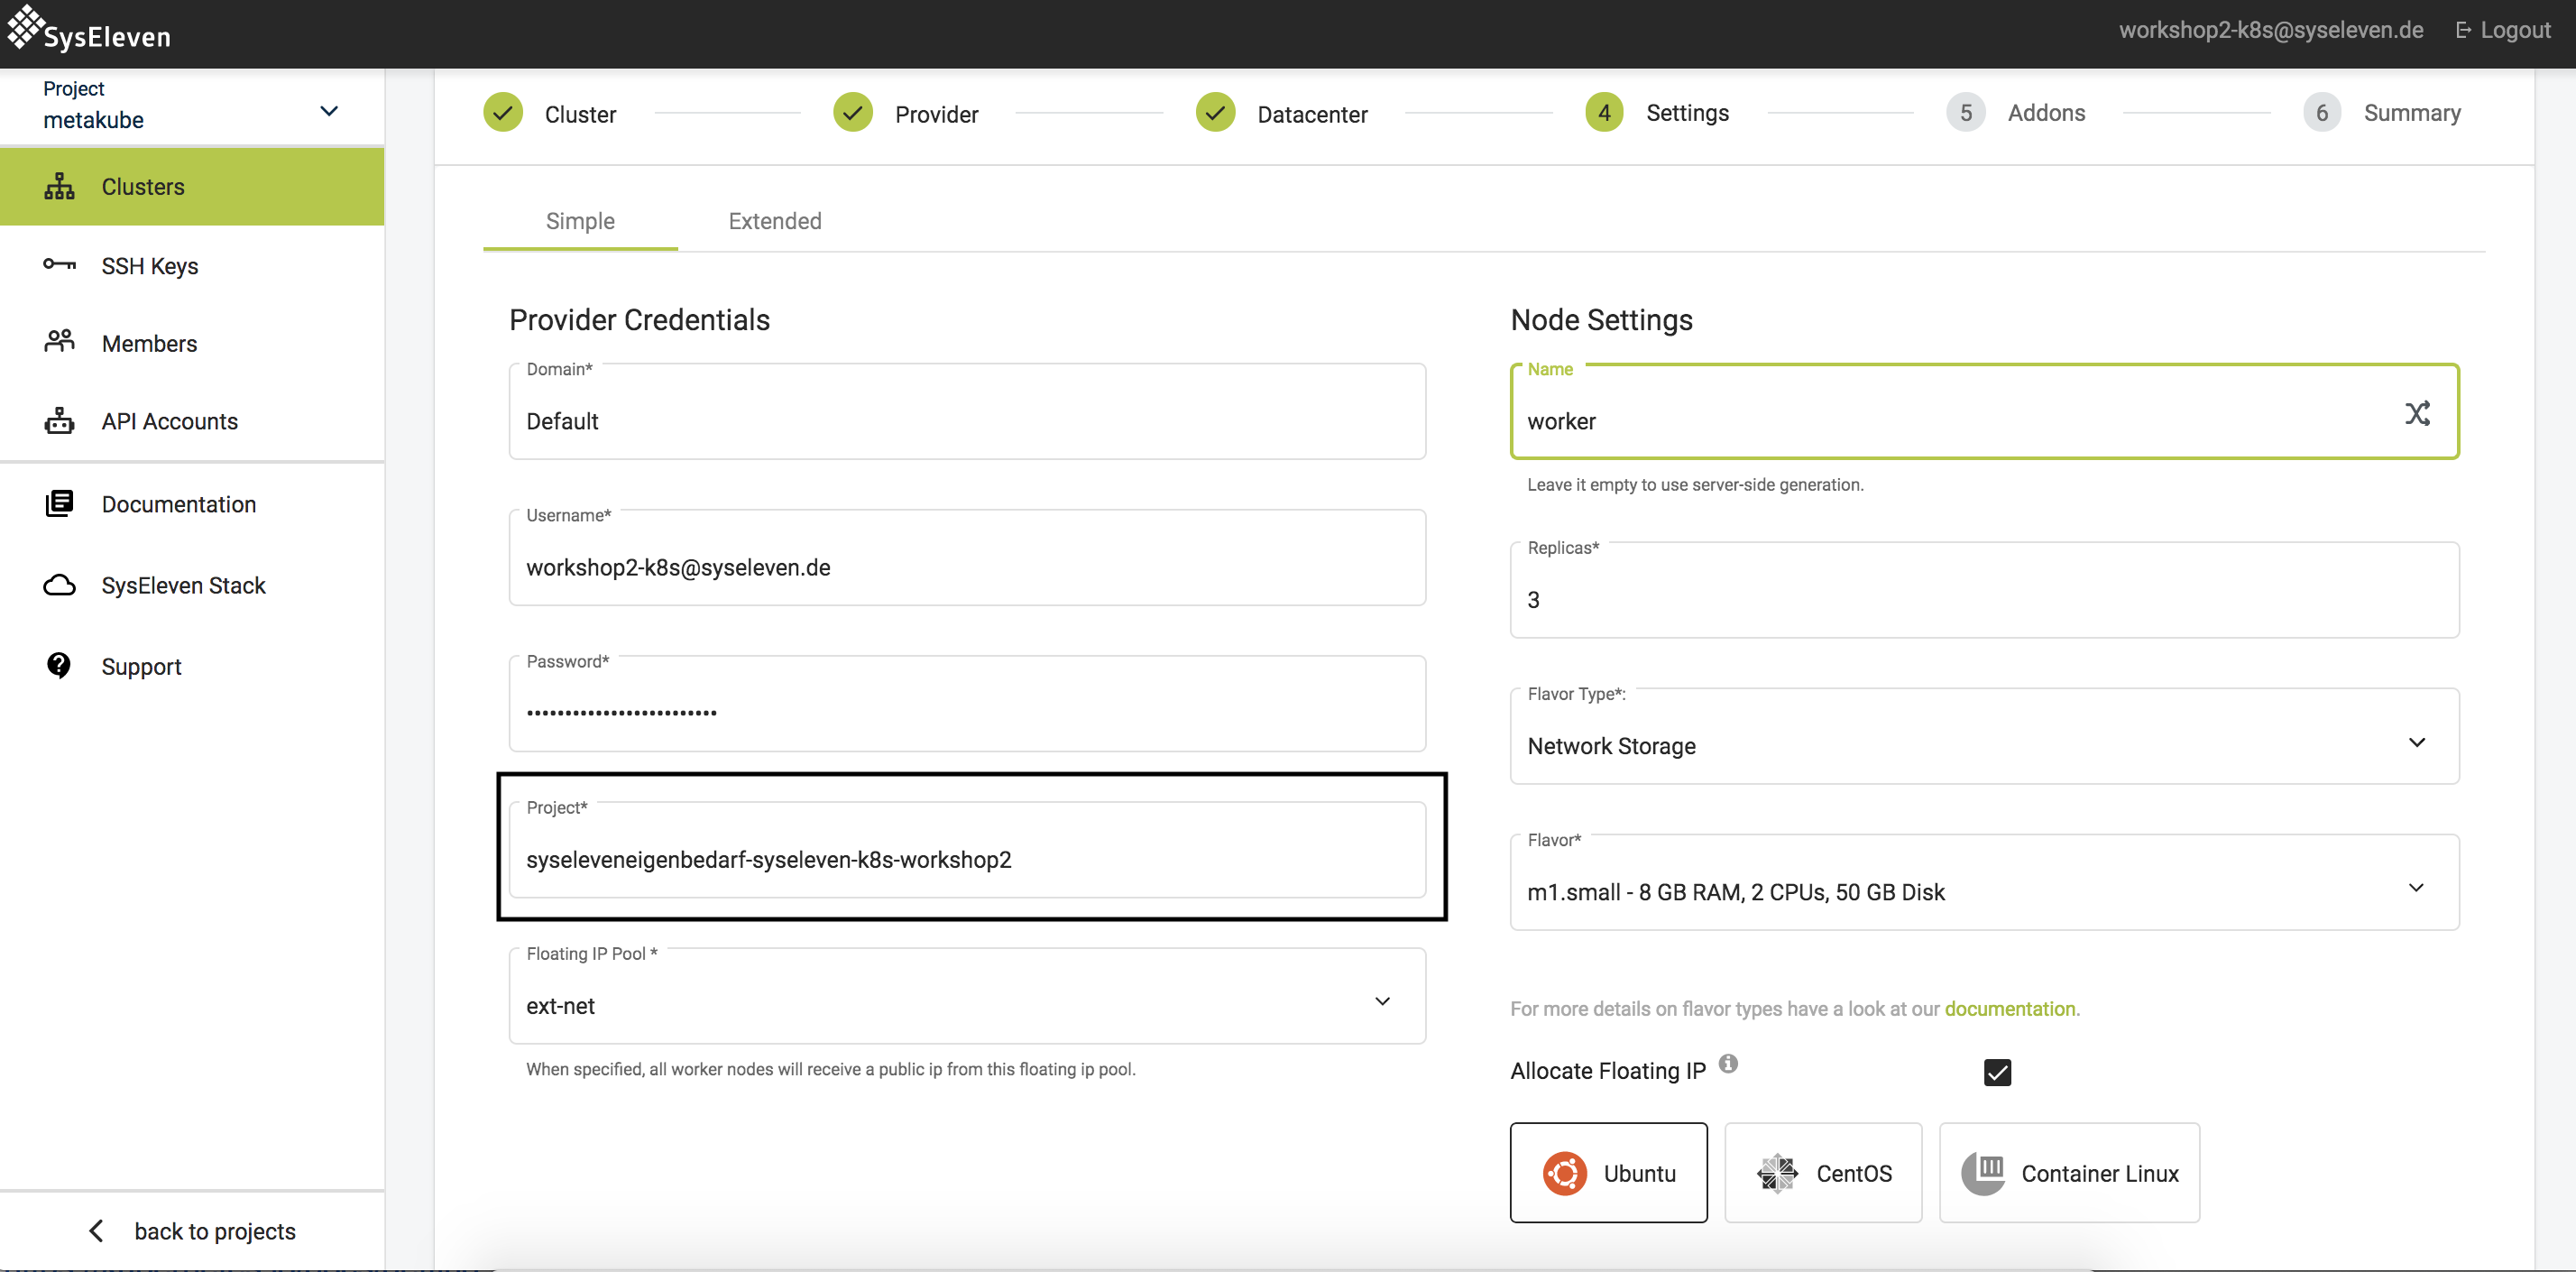 SysEleven
workshop2-k8s@syseleven.de
Logout
Project
metakube
Clusters
SSH Keys
Members
API Accounts
Documentation
SysEleven Stack
Support
back to projects
Cluster
Provider
Datacenter
4 Settings
5 Addons
6 Summary
Simple
Extended
Provider Credentials
Domain*
Default
Username*
workshop2-k8s@syseleven.de
Password*
•••••••••••••••••••••••••
Project*
syseleveneigenbedarf-syseleven-k8s-workshop2
Floating IP Pool *
ext-net
When specified, all worker nodes will receive a public ip from this floating ip pool.
Node Settings
Name
worker
Leave it empty to use server-side generation.
Replicas*
3
Flavor Type*:
Network Storage
Flavor*
m1.small - 8 GB RAM, 2 CPUs, 50 GB Disk
For more details on flavor types have a look at our documentation.
Allocate Floating IP
Ubuntu
CentOS
Container Linux